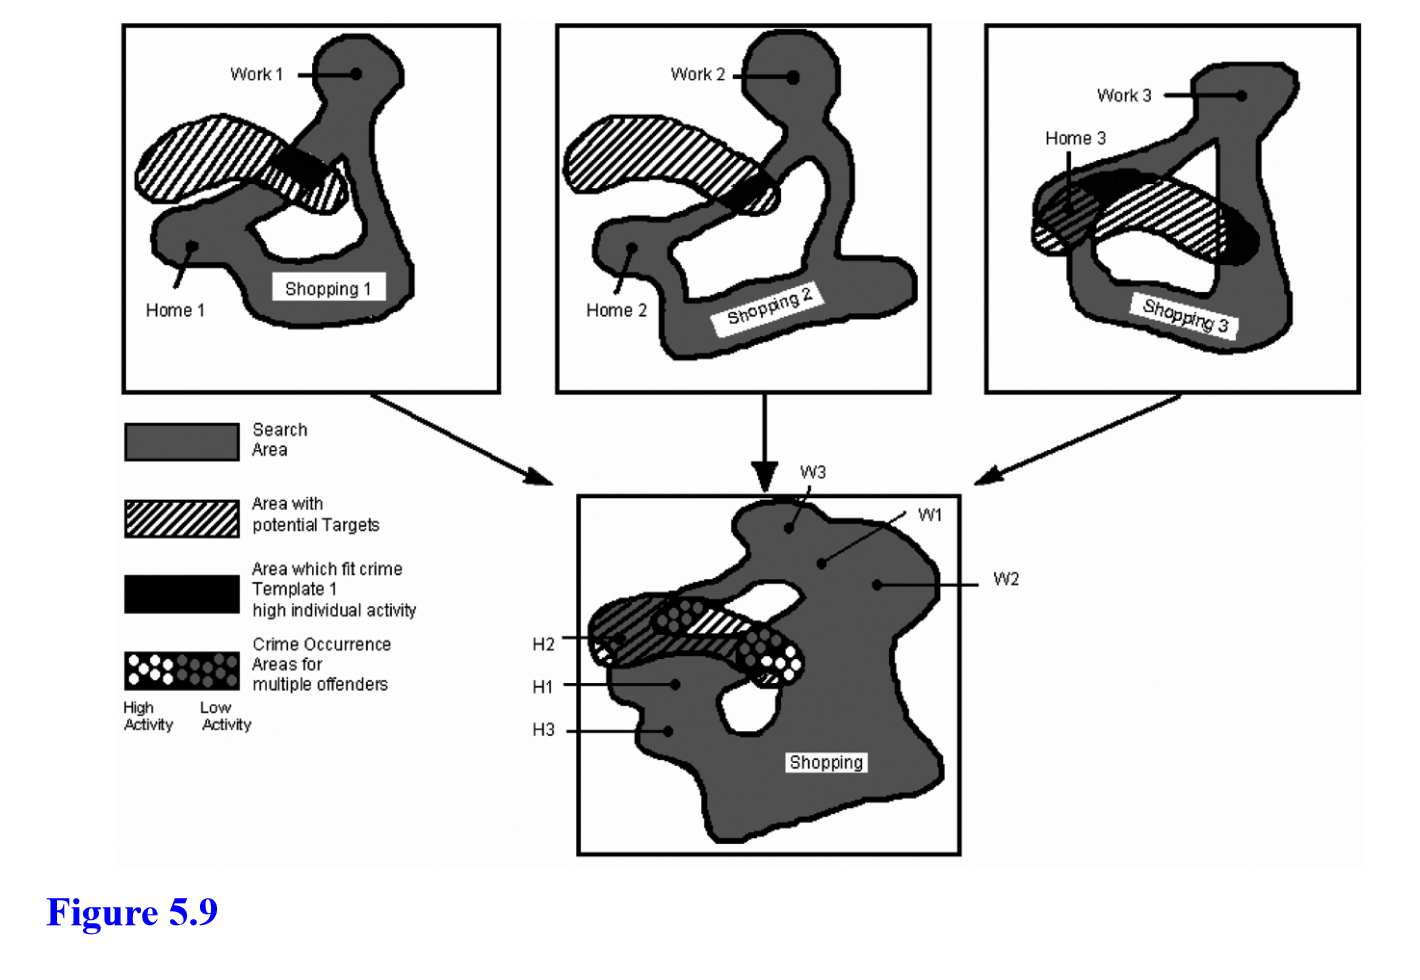 Work 1
Home 1
Shopping 1
Work 2
Home 2
Shopping 2
Work 3
Home 3
Shopping 3
Search
Area
Area with
potential Targets
Area which fit crime
Template 1
high individual activity
Crime Occurrence
Areas for
multiple offenders
High
Activity
Low
Activity
W3
W1
W2
H2
H1
H3
Shopping
Figure 5.9